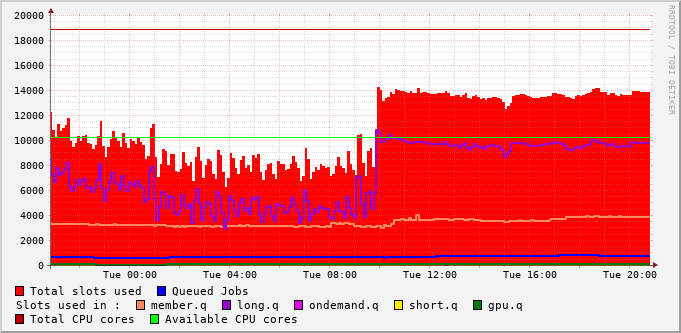 RRDTOOL / TOBI OETIKER
20000
18000
16000
14000
12000
10000
8000
6000
4000
2000
0
Tue 00:00 Tue 04:00 Tue 08:00 Tue 12:00 Tue 16:00 Tue 20:00
Total slots used Queued Jobs
Slots used in : member.q long.q ondemand.q short.q gpu.q
Total CPU cores Available CPU cores